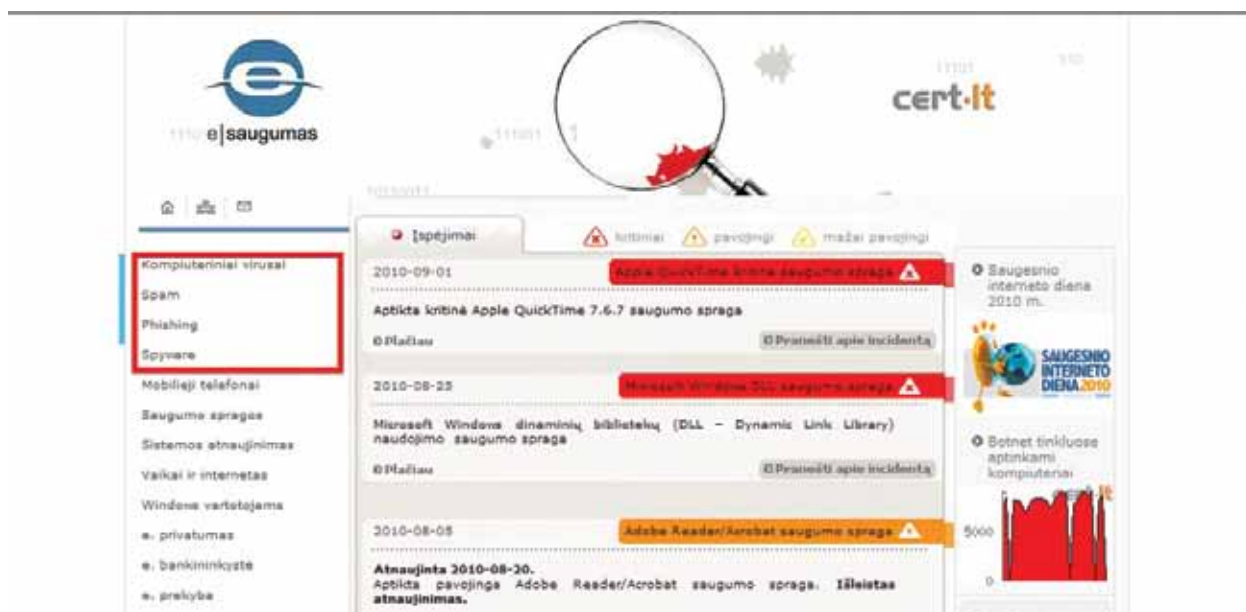 e|saugumas
cert.lt
Įspėjimai
kritiniai
pavojingi
mažai pavojingi
Kompiuteriniai virusai
Spam
Phishing
Spyware
Mobilieji telefonai
Saugumo spragos
Sistemos atnaujinimas
Vaikai ir internetas
Windows vartotojams
e. privatumas
e. bankininkystė
e. prekyba
2010-09-01
Apple QuickTime kritinė saugumo spraga
Aptikta kritinė Apple QuickTime 7.6.7 saugumo spraga
Plačiau
Pranešti apie incidentą
2010-08-25
Microsoft Windows DLL saugumo spraga
Microsoft Windows dinaminių bibliotekų (DLL – Dynamic Link Library)
naudojimo saugumo spraga
Plačiau
Pranešti apie incidentą
2010-08-05
Adobe Reader/Acrobat saugumo spraga
Atnaujinta 2010-08-20.
Aptikta pavojinga Adobe Reader/Acrobat saugumo spraga. Išleistas
atnaujinimas.
Saugesnio
interneto diena
2010 m.
SAUGESNIO
INTERNETO
DIENA 2010
Botnet tinkluose
aptinkami
kompiuteriai
cert.lt
5000
0